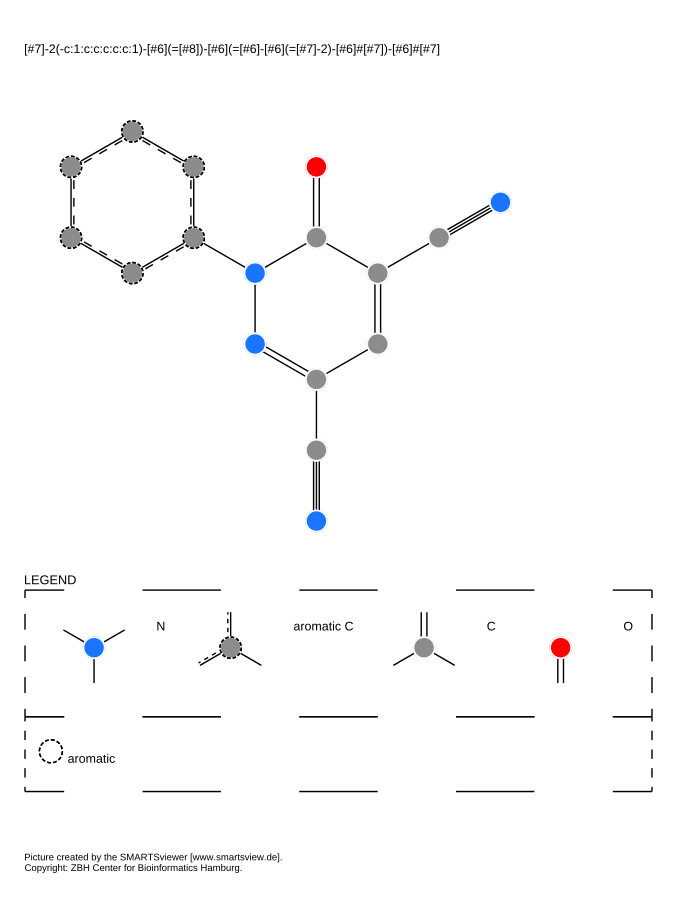 [#7]-2(-c:1:c:c:c:c:c:1)-[#6](=[#8])-[#6](=[#6]-[#6](=[#7]-2)-[#6]#[#7])-[#6]#[#7]
LEGEND
N aromatic C C O
aromatic
Picture created by the SMARTSviewer [www.smartsview.de].
Copyright: ZBH Center for Bioinformatics Hamburg.